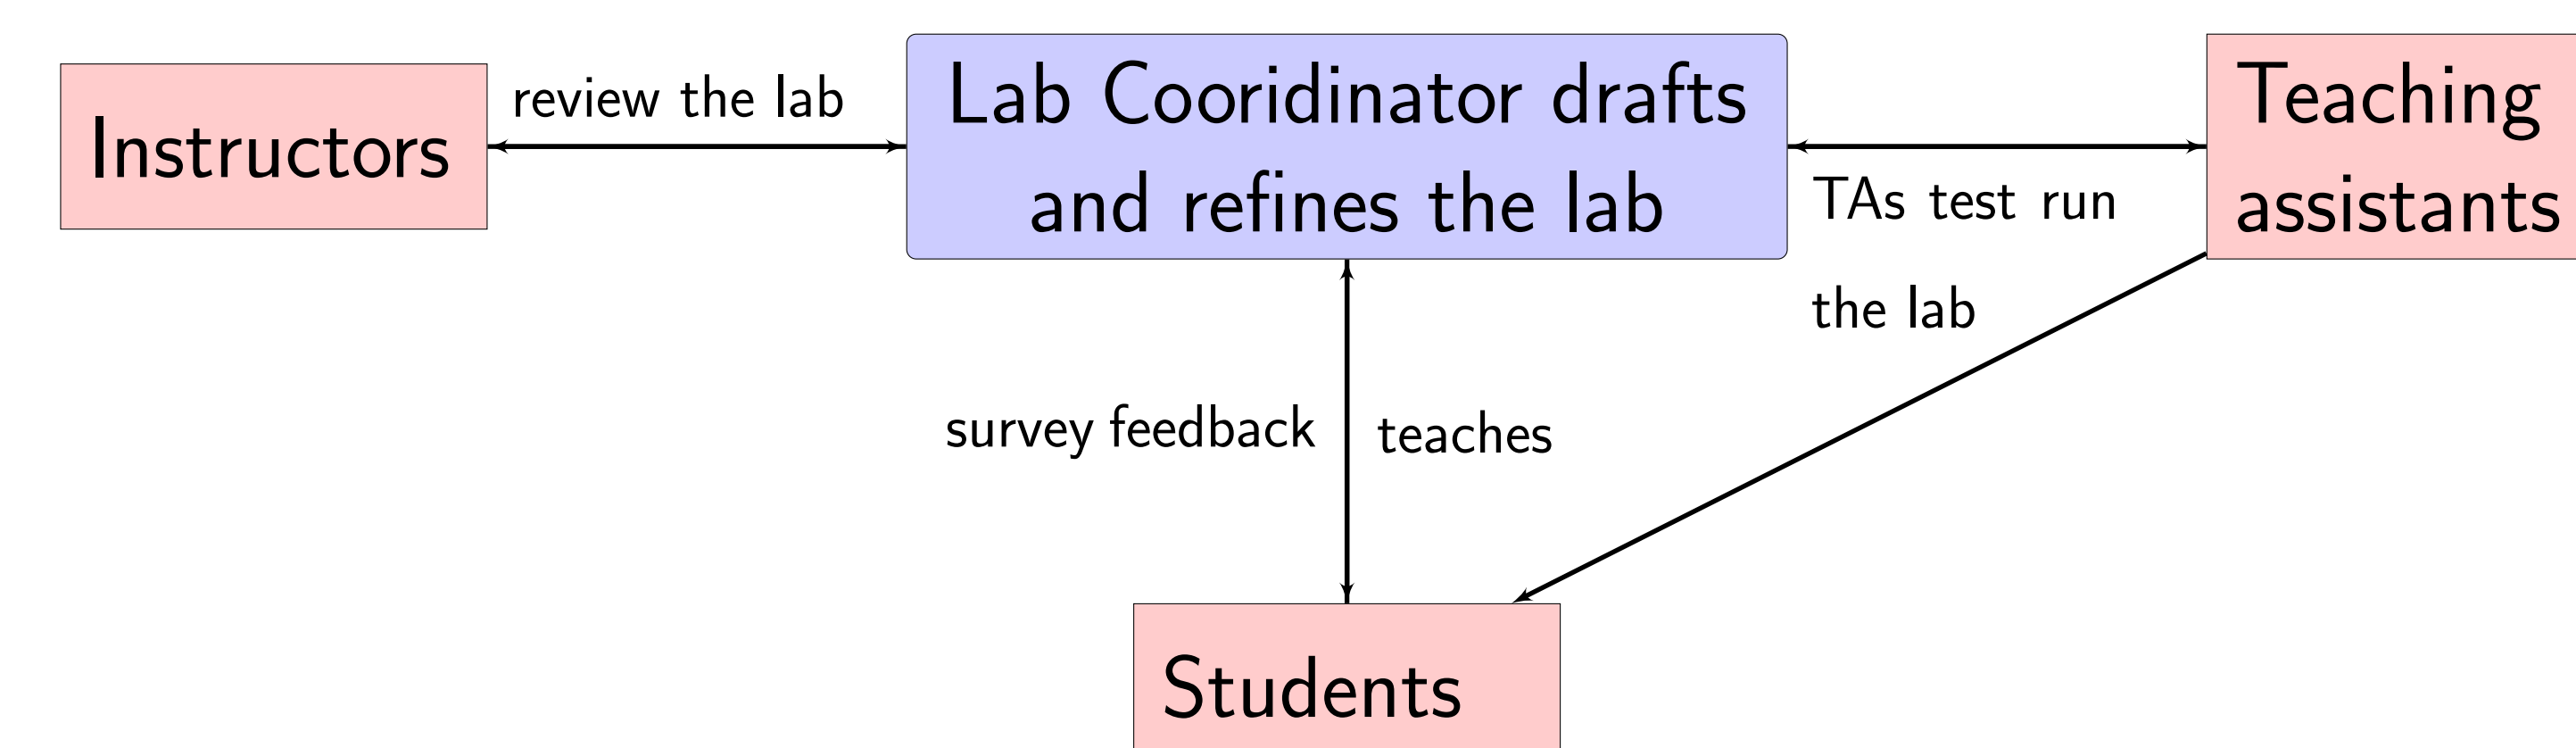 Instructors
review the lab
Lab Cooridinator drafts
and refines the lab
TAs test run
the lab
Teaching
assistants
survey feedback
teaches
Students